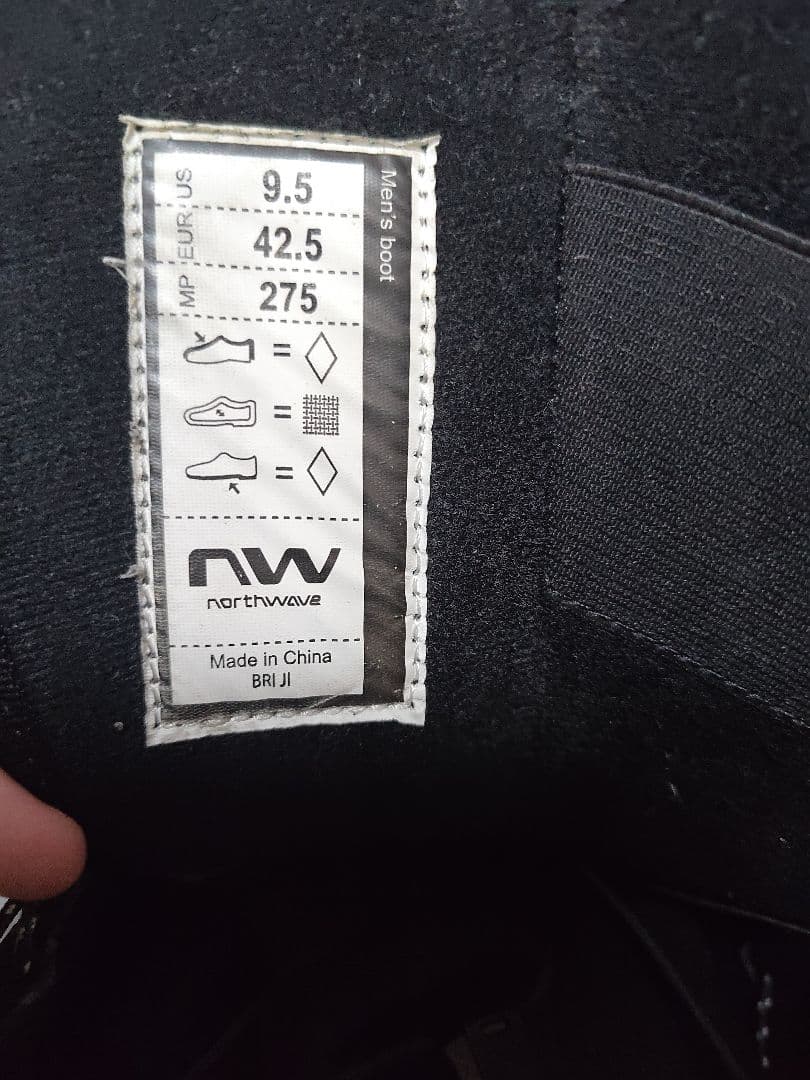 US 9.5
EUR 42.5
MP 275
Men's boot
=
=
=
nw
northwave
Made in China
BRI JI